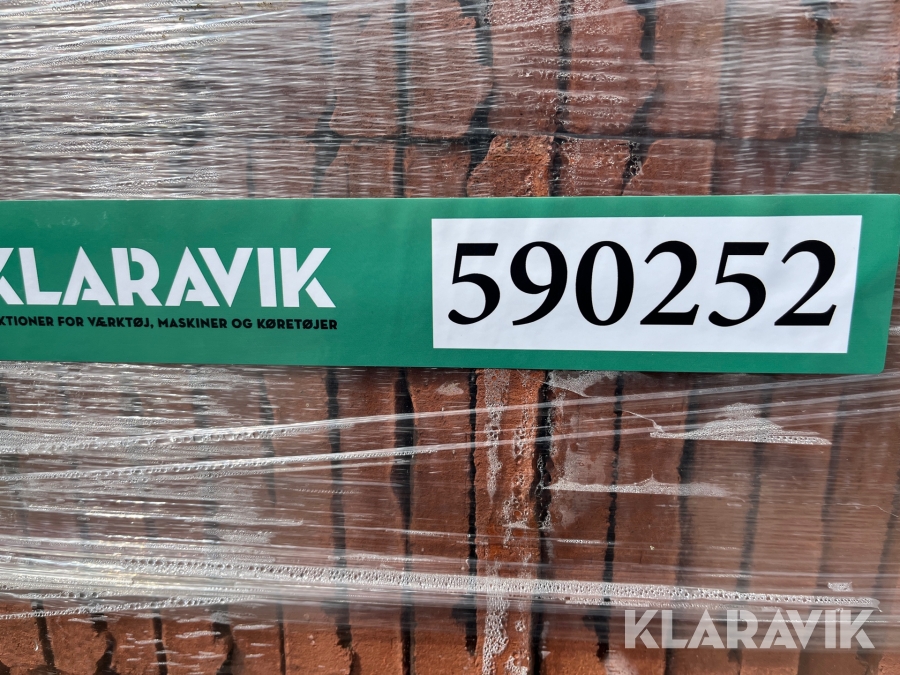 KLARAVIK
590252
KTIONER FOR VÆRKTØJ, MASKINER OG KØRETØJER
KLARAVIK